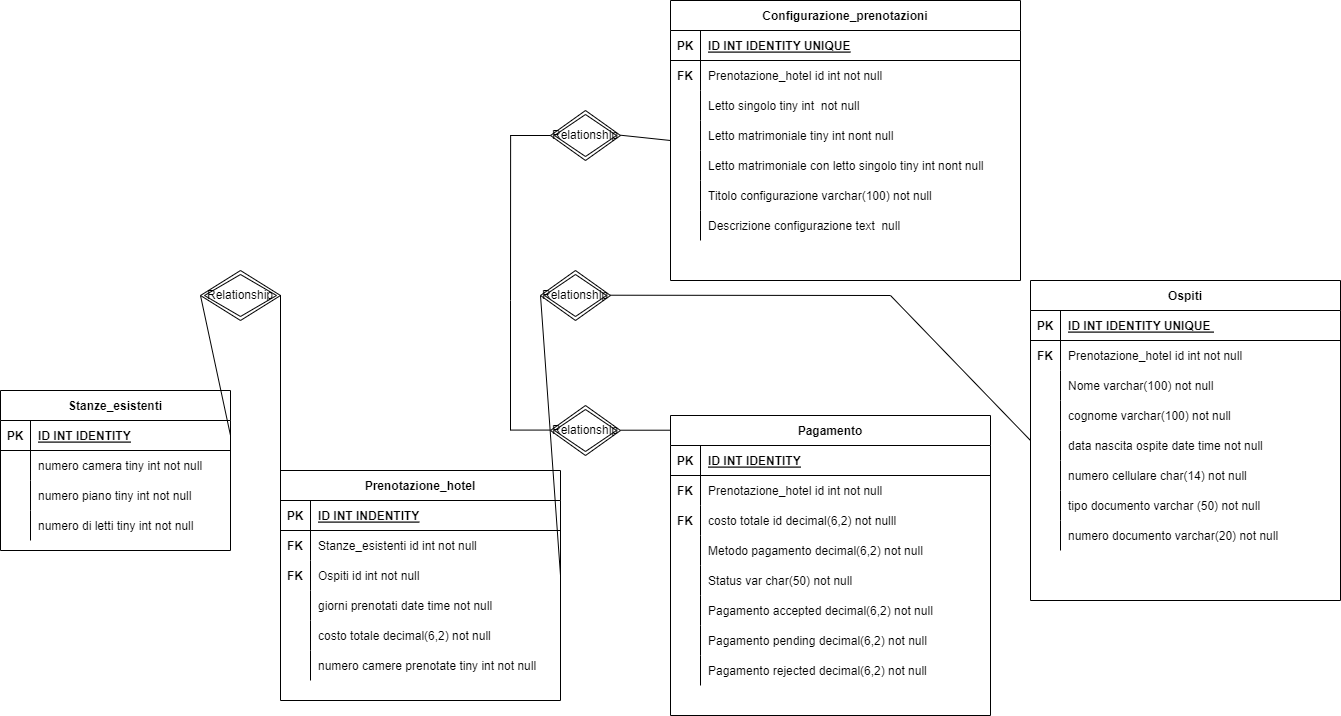 Configurazione_prenotazioni
PK ID INT IDENTITY UNIQUE
FK Prenotazione_hotel id int not null
Letto singolo tiny int  not null
Letto matrimoniale tiny int nont null
Letto matrimoniale con letto singolo tiny int nont null
Titolo configurazione varchar(100) not null
Descrizione configurazione text  null
Relationship
Relationship
Relationship
Relationship
Stanze_esistenti
PK ID INT IDENTITY
numero camera tiny int not null
numero piano tiny int not null
numero di letti tiny int not null
Prenotazione_hotel
PK ID INT INDENTITY
FK Stanze_esistenti id int not null
FK Ospiti id int not null
giorni prenotati date time not null
costo totale decimal(6,2) not null
numero camere prenotate tiny int not null
Pagamento
PK ID INT IDENTITY
FK Prenotazione_hotel id int not null
FK costo totale id decimal(6,2) not nulll
Metodo pagamento decimal(6,2) not null
Status var char(50) not null
Pagamento accepted decimal(6,2) not null
Pagamento pending decimal(6,2) not null
Pagamento rejected decimal(6,2) not null
Ospiti
PK ID INT IDENTITY UNIQUE
FK Prenotazione_hotel id int not null
Nome varchar(100) not null
cognome varchar(100) not null
data nascita ospite date time not null
numero cellulare char(14) not null
tipo documento varchar (50) not null
numero documento varchar(20) not null